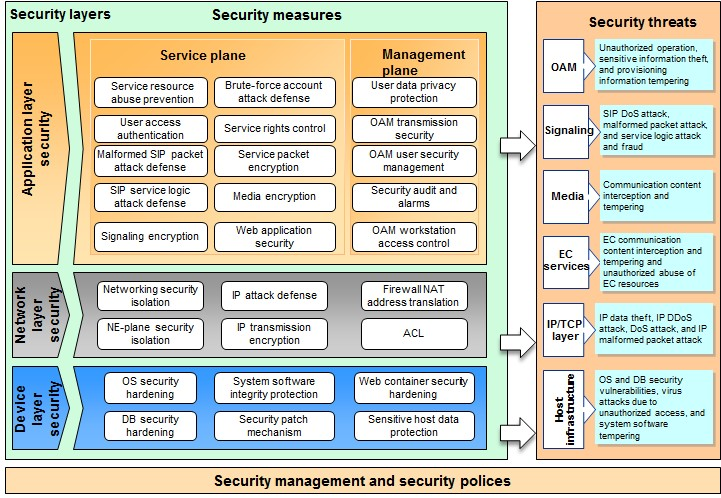 Security layers
Security measures
Application layer
security
Service plane
Service resource
abuse prevention
Brute-force account
attack defense
User access
authentication
Service rights control
Malformed SIP packet
attack defense
Service packet
encryption
SIP service logic
attack defense
Media encryption
Signaling encryption
Web application
security
Management
plane
User data privacy
protection
OAM transmission
security
OAM user security
management
Security audit and
alarms
OAM workstation
access control
Network
layer
security
Networking security
isolation
IP attack defense
Firewall NAT
address translation
NE-plane security
isolation
IP transmission
encryption
ACL
Device
layer
security
OS security
hardening
System software
integrity protection
Web container security
hardening
DB security
hardening
Security patch
mechanism
Sensitive host data
protection
Security threats
OAM
Unauthorized operation,
sensitive information theft,
and provisioning
information tempering
Signaling
SIP DoS attack,
malformed packet attack,
and service logic attack
and fraud
Media
Communication content
interception and
tempering
EC
services
EC communication
content interception and
tempering and
unauthorized abuse of
EC resources
IP/TCP
layer
IP data theft, IP DDoS
attack, DoS attack, and IP
malformed packet attack
Host
infrastructure
OS and DB security
vulnerabilities, virus
attacks due to
unauthorized access, and
system software
tempering
Security management and security polices